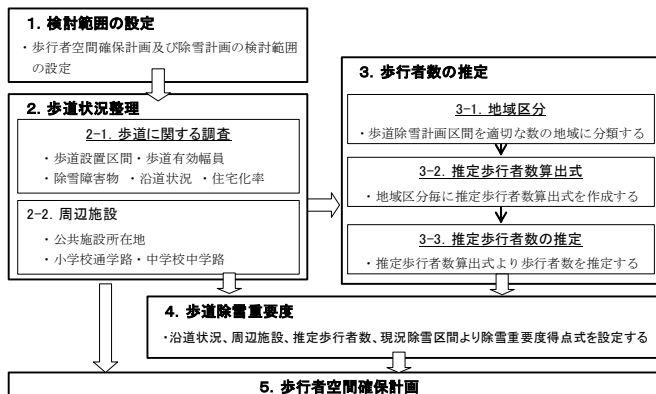 1. 検討範囲の設定
・歩行者空間確保計画及び除雪計画の検討範囲
の設定
2. 歩道状況整理
2-1. 歩道に関する調査
・歩道設置区間・歩道有効幅員
・除雪障害物 ・沿道状況 ・住宅化率
2-2. 周辺施設
・公共施設所在地
・小学校通学路・中学校中学路
3. 歩行者数の推定
3-1. 地域区分
・歩道除雪計画区間を適切な数の地域に分類する
3-2. 推定歩行者数算出式
・地域区分毎に推定歩行者数算出式を作成する
3-3. 推定歩行者数の推定
・推定歩行者数算出式より歩行者数を推定する
4. 歩道除雪重要度
・沿道状況、周辺施設、推定歩行者数、現況除雪区間より除雪重要度得点式を設定する
5. 歩行者空間確保計画